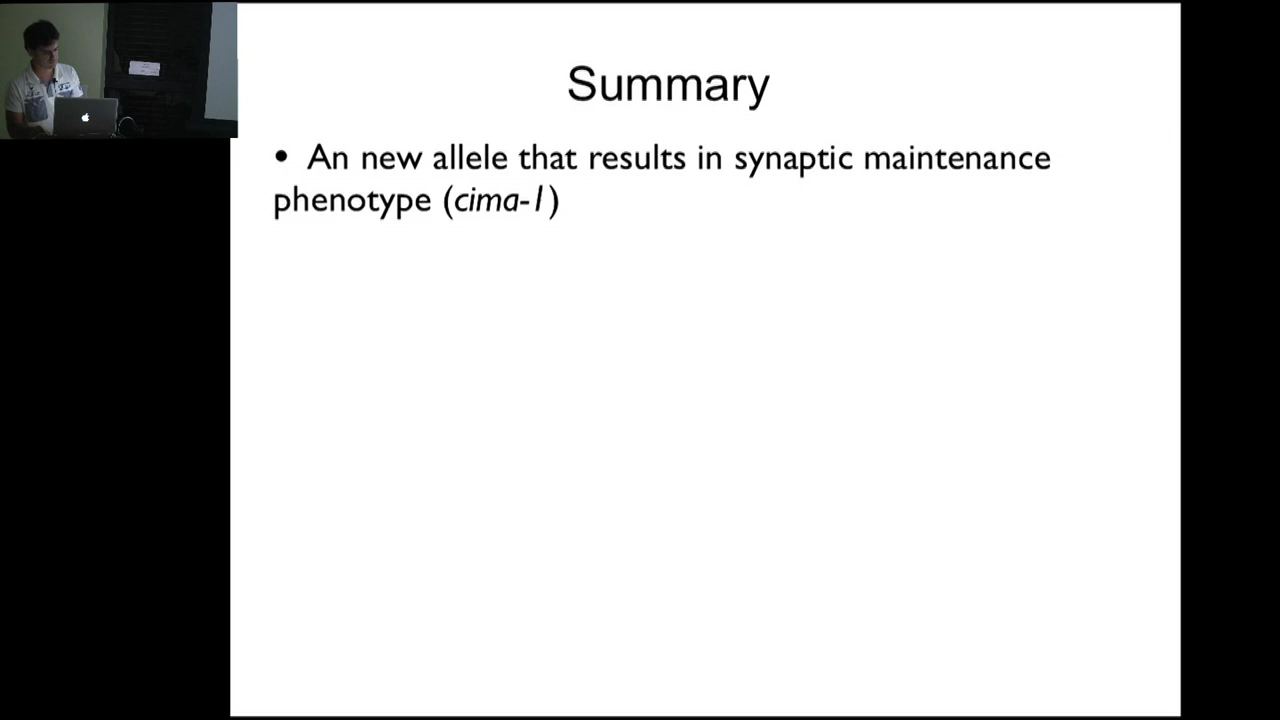 Summary
• An new allele that results in synaptic maintenance
phenotype (cima-1)